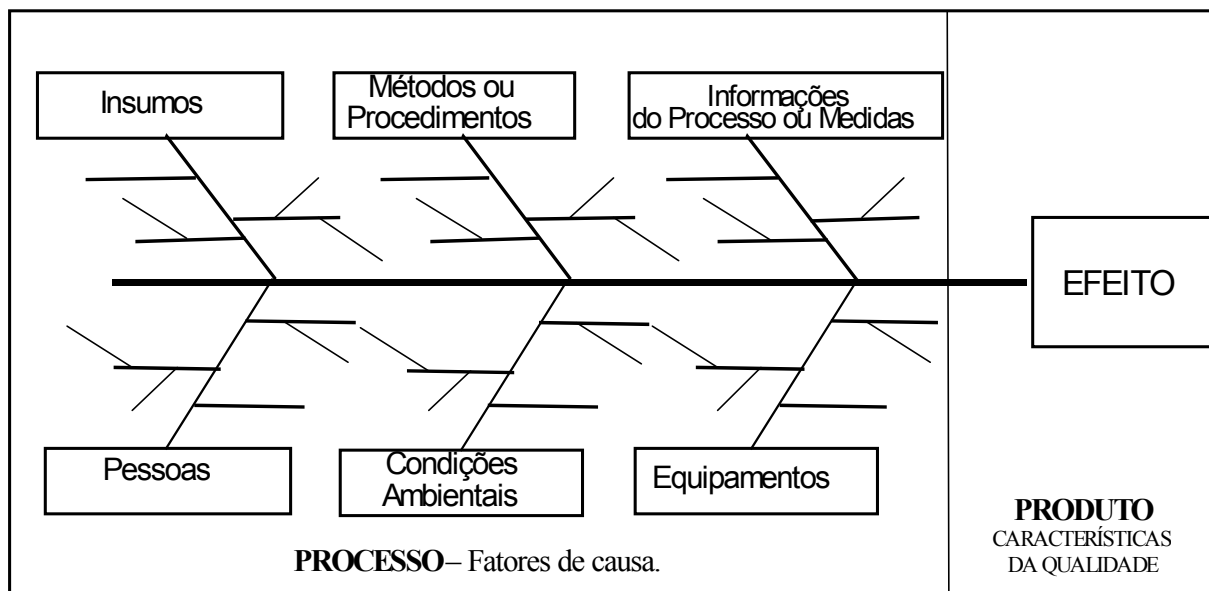 Insumos
Métodos ou
Procedimentos
Informações
do Processo ou Medidas
EFEITO
Pessoas
Condições
Ambientais
Equipamentos
PROCESSO – Fatores de causa.
PRODUTO
CARACTERÍSTICAS
DA QUALIDADE